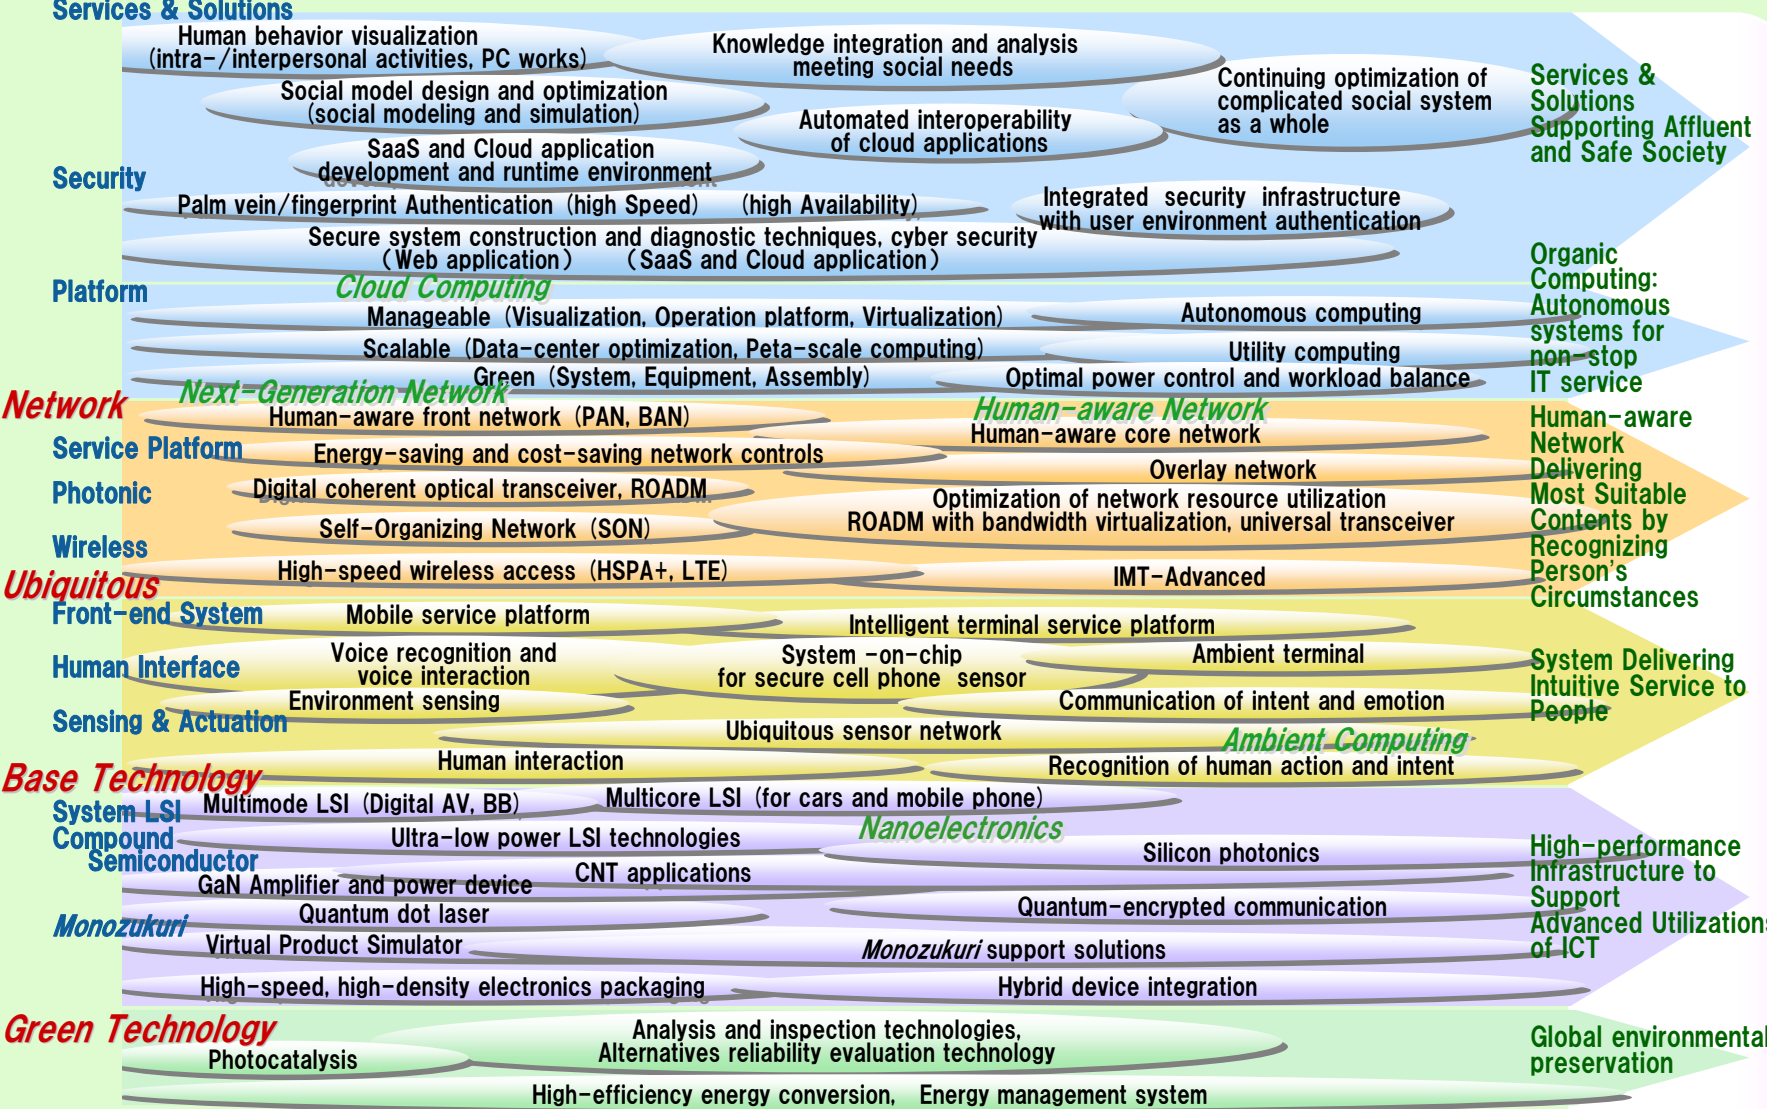 Services & Solutions
Human behavior visualization
(intra-/interpersonal activities, PC works)
Knowledge integration and analysis
meeting social needs
Continuing optimization of
complicated social system
as a whole
Services &
Solutions
Supporting Affluent
and Safe Society
Social model design and optimization
(social modeling and simulation)
Automated interoperability
of cloud applications
SaaS and Cloud application
development and runtime environment
Security
Palm vein/fingerprint Authentication (high Speed) (high Availability)
Integrated security infrastructure
with user environment authentication
Secure system construction and diagnostic techniques, cyber security
(Web application) (SaaS and Cloud application)
Platform
Cloud Computing
Manageable (Visualization, Operation platform, Virtualization)
Autonomous computing
Scalable (Data-center optimization, Peta-scale computing)
Utility computing
Green (System, Equipment, Assembly)
Optimal power control and workload balance
Organic
Computing:
Autonomous
systems for
non-stop
IT service
Network
Next-Generation Network
Human-aware Network
Human-aware front network (PAN, BAN)
Human-aware core network
Service Platform
Energy-saving and cost-saving network controls
Overlay network
Photonic
Digital coherent optical transceiver, ROADM
Optimization of network resource utilization
ROADM with bandwidth virtualization, universal transceiver
Self-Organizing Network (SON)
Wireless
High-speed wireless access (HSPA+, LTE)
IMT-Advanced
Human-aware
Network
Delivering
Most Suitable
Contents by
Recognizing
Person's
Circumstances
Ubiquitous
Front-end System
Mobile service platform
Intelligent terminal service platform
Human Interface
Voice recognition and
voice interaction
System -on-chip
for secure cell phone sensor
Ambient terminal
Environment sensing
Communication of intent and emotion
Sensing & Actuation
Ubiquitous sensor network
Ambient Computing
Human interaction
Recognition of human action and intent
System Delivering
Intuitive Service to
People
Base Technology
System LSI
Multimode LSI (Digital AV, BB)
Multicore LSI (for cars and mobile phone)
Compound
Semiconductor
Ultra-low power LSI technologies
Nanoelectronics
Silicon photonics
CNT applications
GaN Amplifier and power device
Quantum dot laser
Quantum-encrypted communication
Monozukuri
Virtual Product Simulator
Monozukuri support solutions
High-speed, high-density electronics packaging
Hybrid device integration
High-performance
Infrastructure to
Support
Advanced Utilizations
of ICT
Green Technology
Photocatalysis
Analysis and inspection technologies,
Alternatives reliability evaluation technology
High-efficiency energy conversion, Energy management system
Global environmental
preservation